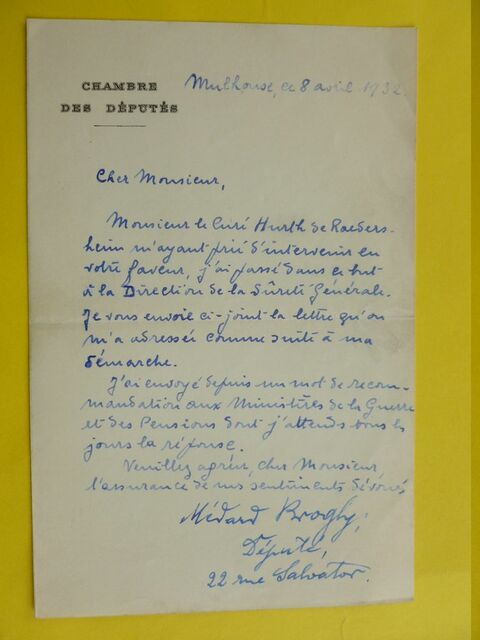 CHAMBRE
DES DÉPUTÉS
Mulhouse, ce 8 avril 1932.
Cher Monsieur,
Monsieur le Curé Hurth de Raeders-
heim m'ayant prié d'intervenir en
votre faveur, j'ai passé dans ce but
à la Direction de la Sûreté Générale.
Je vous envoie ci-joint la lettre qu'on
m'a adressée comme suite à ma
démarche.
J'ai envoyé depuis un mot de recom-
mandation aux Ministères de la Guerre
et des Pensions dont j'attends tous les
jours la réponse.
Veuillez agréer, cher Monsieur
l'assurance de mes sentiments dévoués
Médard Brogly,
Député,
22 rue Salvator.